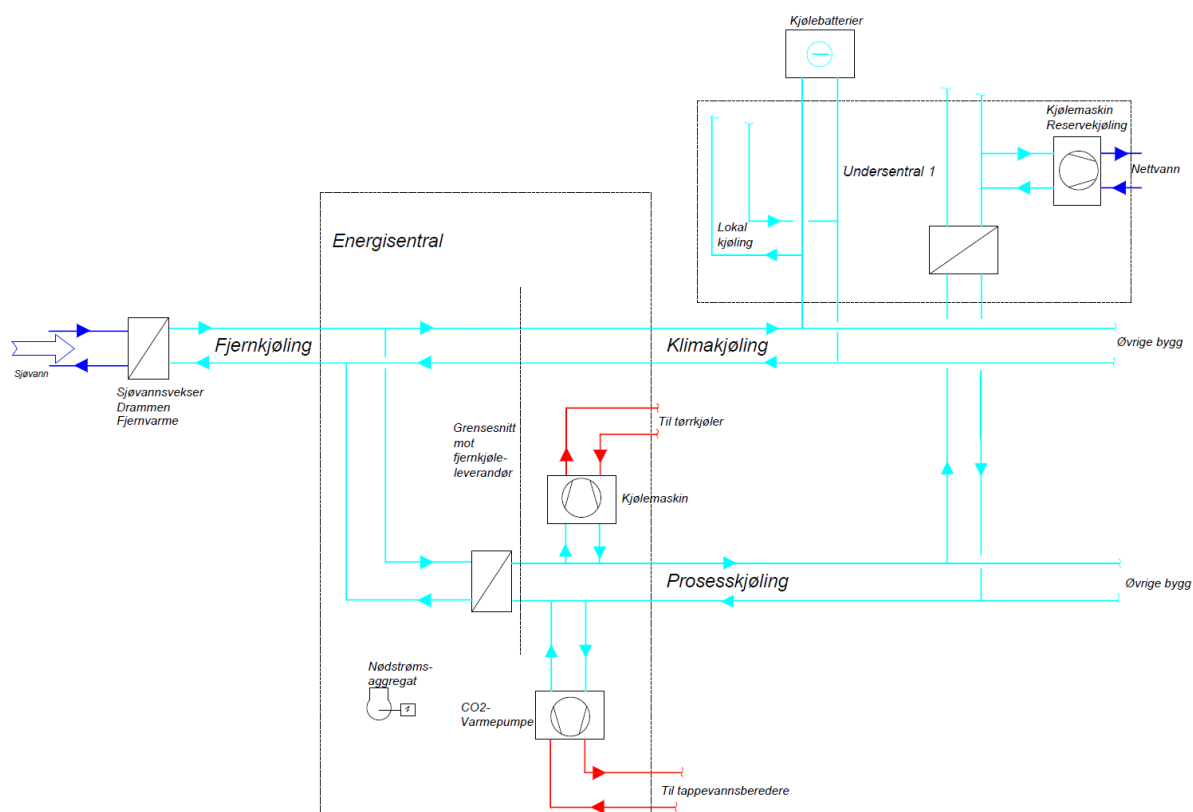 Kjølebatterier
Kjølemaskin
Reservekjøling
Undersentral 1
Nettvann
Lokal
kjøling
Energisentral
Fjernkjøling
Klimakjøling
Øvrige bygg
Sjøvann
Sjøvannsvekser
Drammen
Fjernvarme
Grensesnitt
mot
fjernkjøle-
leverandør
Til tørrkjøler
Kjølemaskin
Prosesskjøling
Øvrige bygg
Nødstrøms-
aggregat
CO2-
Varmepumpe
Til tappevannsberedere